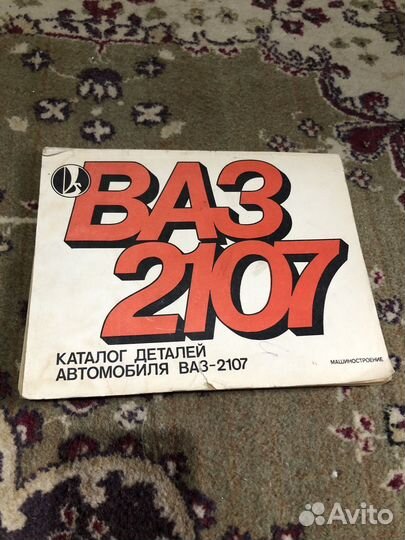 ВАЗ
2107
КАТАЛОГ ДЕТАЛЕЙ
АВТОМОБИЛЯ ВАЗ-2107
МАШИНОСТРОЕНИЕ
Avito